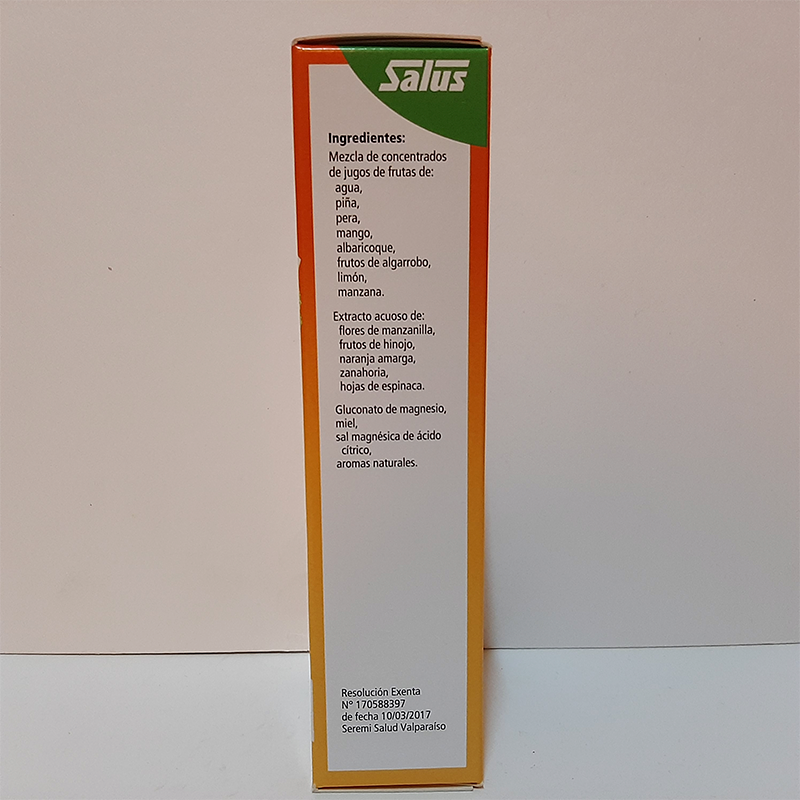 Salus
Ingredientes:
Mezcla de concentrados
de jugos de frutas de:
agua,
piña,
pera,
mango,
albaricoque,
frutos de algarrobo,
limón,
manzana.
Extracto acuoso de:
flores de manzanilla,
frutos de hinojo,
naranja amarga,
zanahoria,
hojas de espinaca.
Gluconato de magnesio,
miel,
sal magnésica de ácido
cítrico,
aromas naturales.
Resolución Exenta
N° 170588397
de fecha 10/03/2017
Seremi Salud Valparaíso